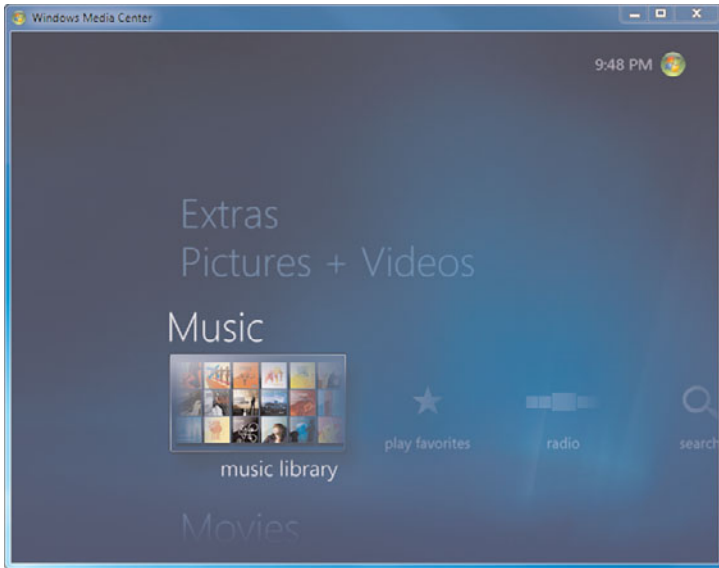 Windows Media Center
9:48 PM
Extras
Pictures + Videos
Music
play favorites
radio
search
music library
Movies